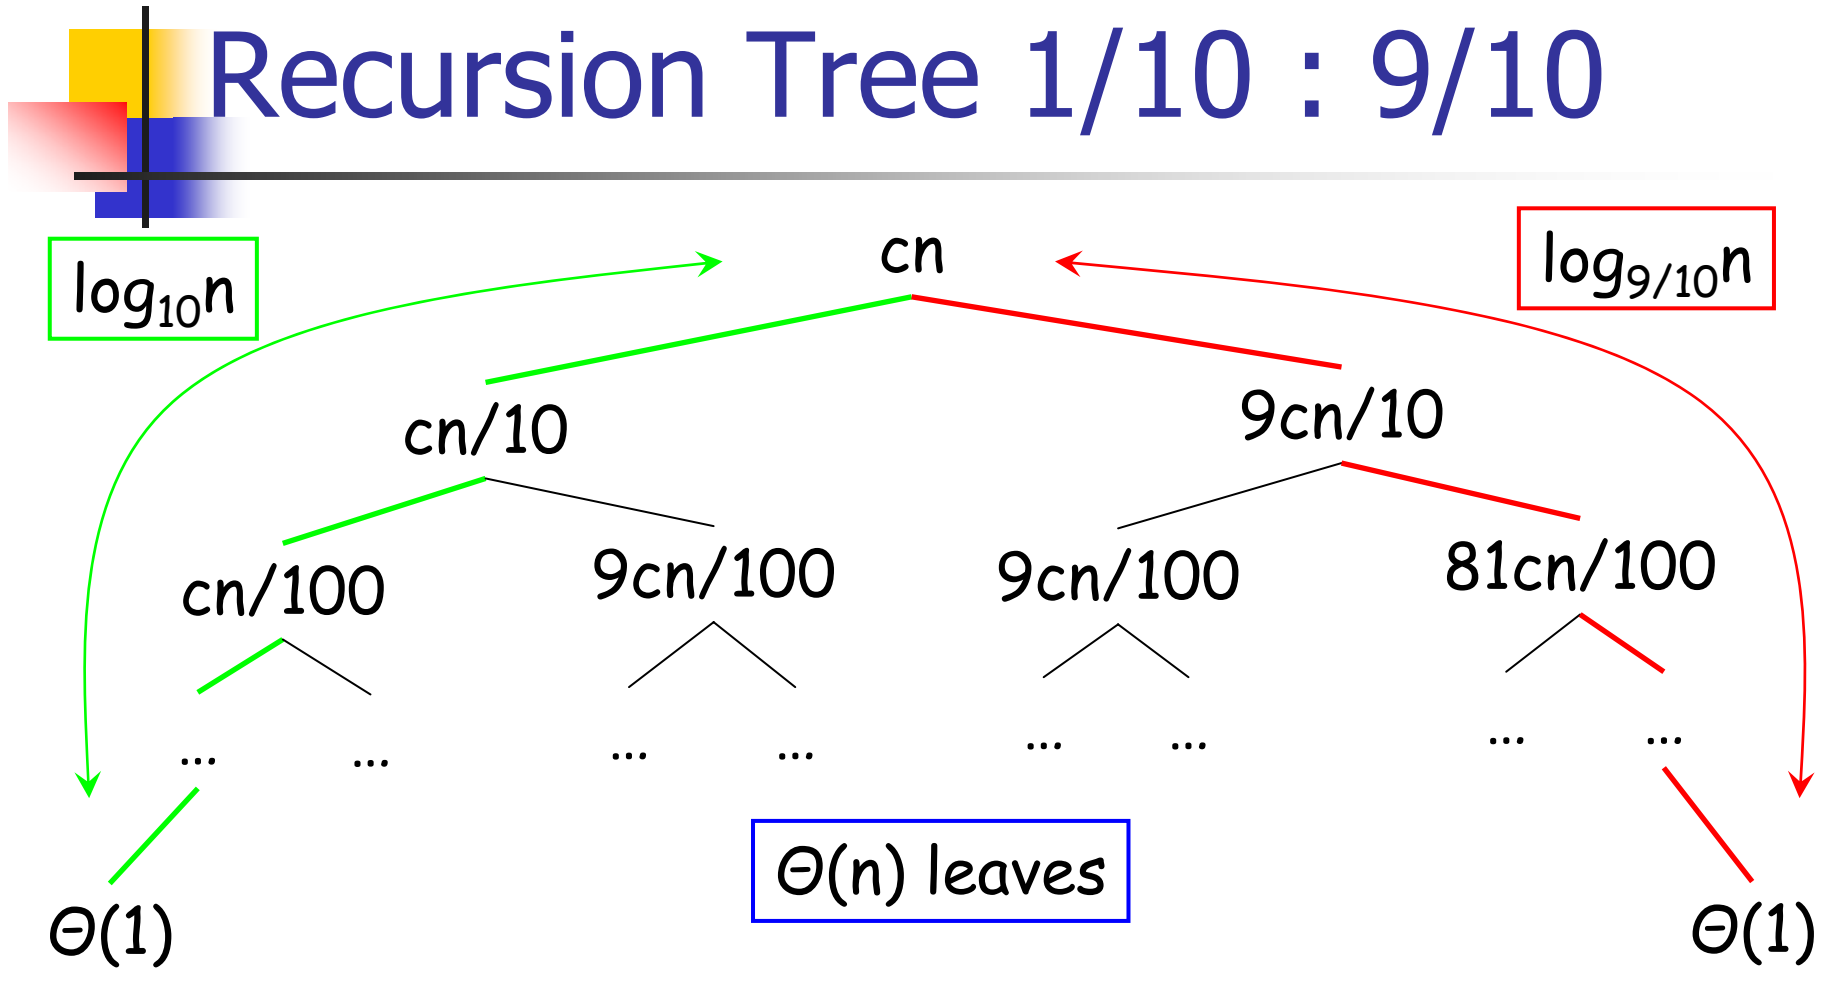 Recursion Tree 1/10 : 9/10
log₁₀n
cn
log₉/₁₀n
cn/10
9cn/10
cn/100
9cn/100
9cn/100
81cn/100
... ... ... ... ... ... ... ...
Θ(n) leaves
Θ(1)
Θ(1)